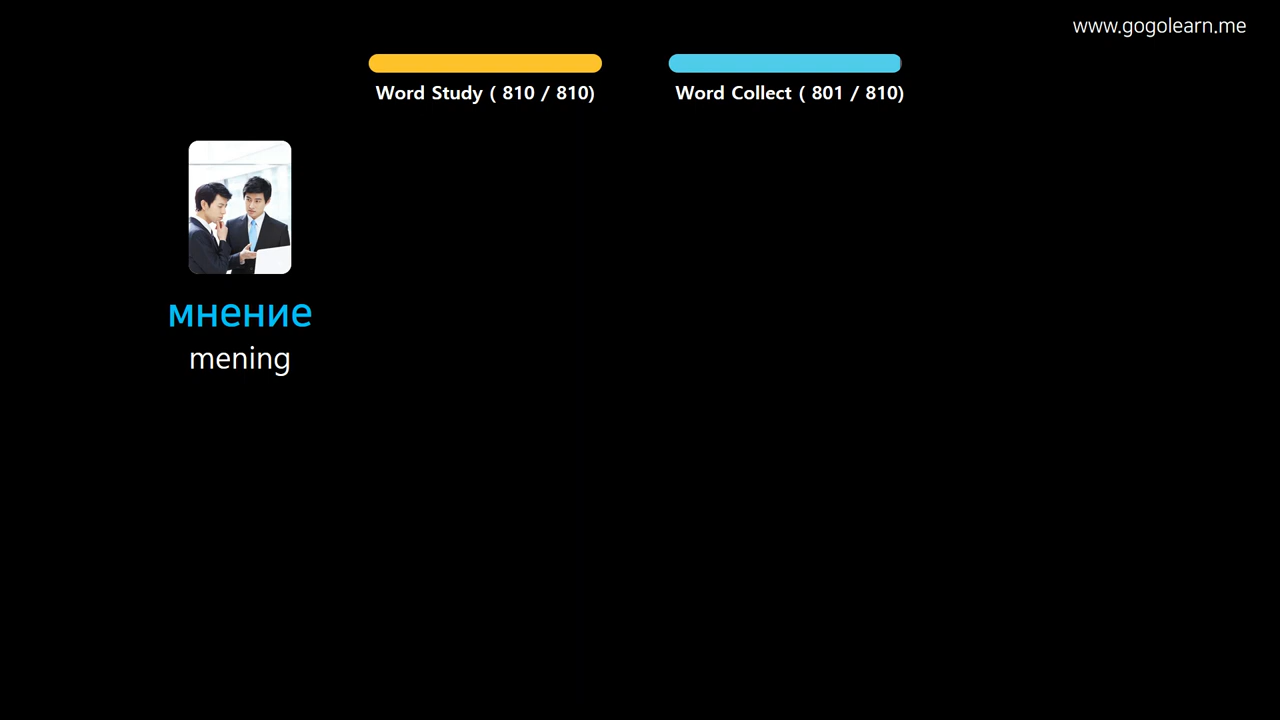 www.gogolearn.me
Word Study ( 810 / 810)
Word Collect ( 801 / 810)
мнение
mening